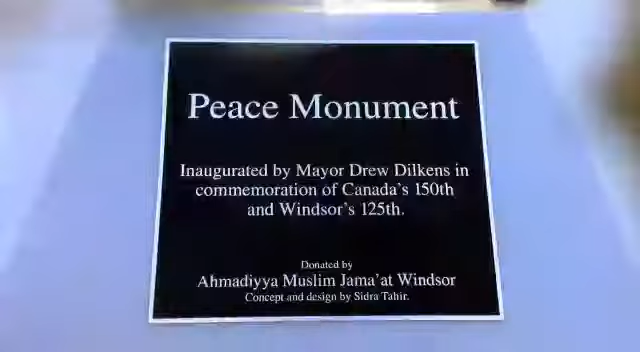 Peace Monument
Inaugurated by Mayor Drew Dilkens in
commemoration of Canada's 150th
and Windsor's 125th.
Donated by
Ahmadiyya Muslim Jama'at Windsor
Concept and design by Sidra Tahir.